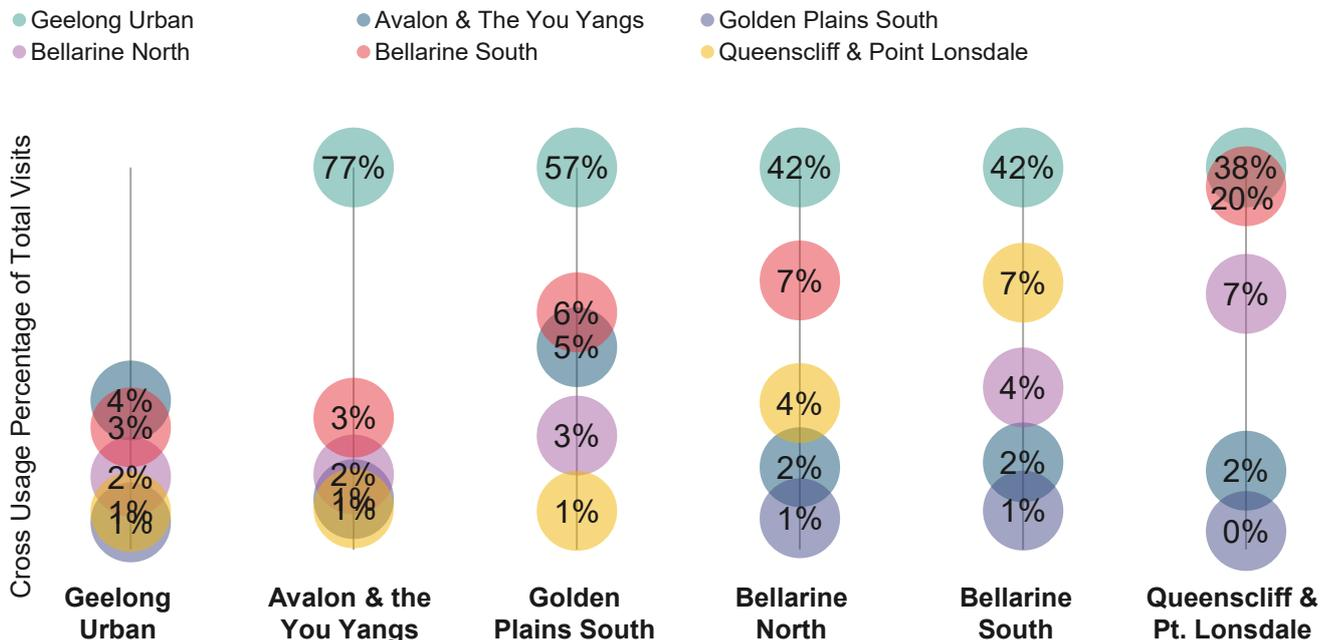 Geelong Urban
Avalon & The You Yangs
Golden Plains South
Bellarine North
Bellarine South
Queenscliff & Point Lonsdale
Cross Usage Percentage of Total Visits
4%
3%
2%
1%
1%
77%
3%
2%
1%
1%
57%
6%
5%
3%
1%
42%
7%
4%
2%
1%
42%
7%
4%
2%
1%
38%
20%
7%
2%
0%
Geelong
Urban
Avalon & the
You Yangs
Golden
Plains South
Bellarine
North
Bellarine
South
Queenscliff &
Pt. Lonsdale